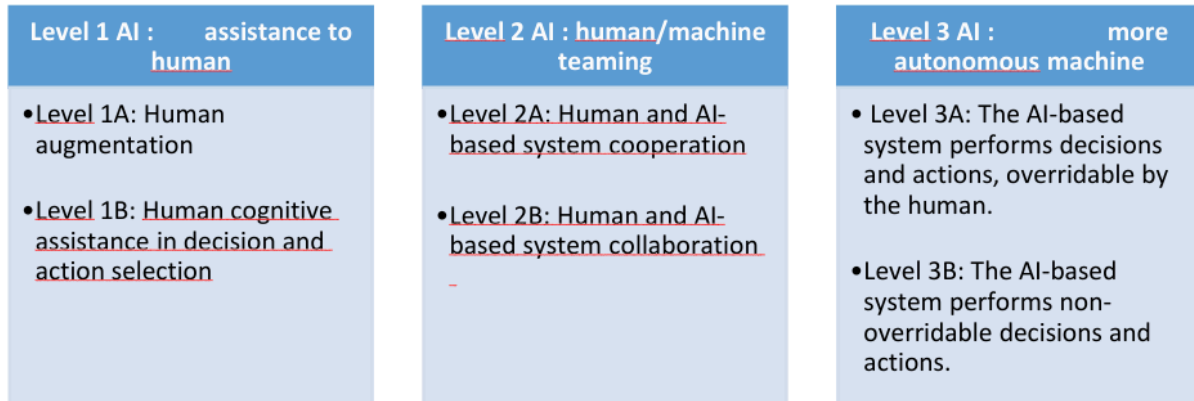 Level 1 AI : assistance to
human
•Level 1A: Human
augmentation
•Level 1B: Human cognitive
assistance in decision and
action selection
Level 2 AI : human/machine
teaming
•Level 2A: Human and AI-
based system cooperation
•Level 2B: Human and AI-
based system collaboration
Level 3 AI : more
autonomous machine
• Level 3A: The AI-based
system performs decisions
and actions, overridable by
the human.
•Level 3B: The AI-based
system performs non-
overridable decisions and
actions.